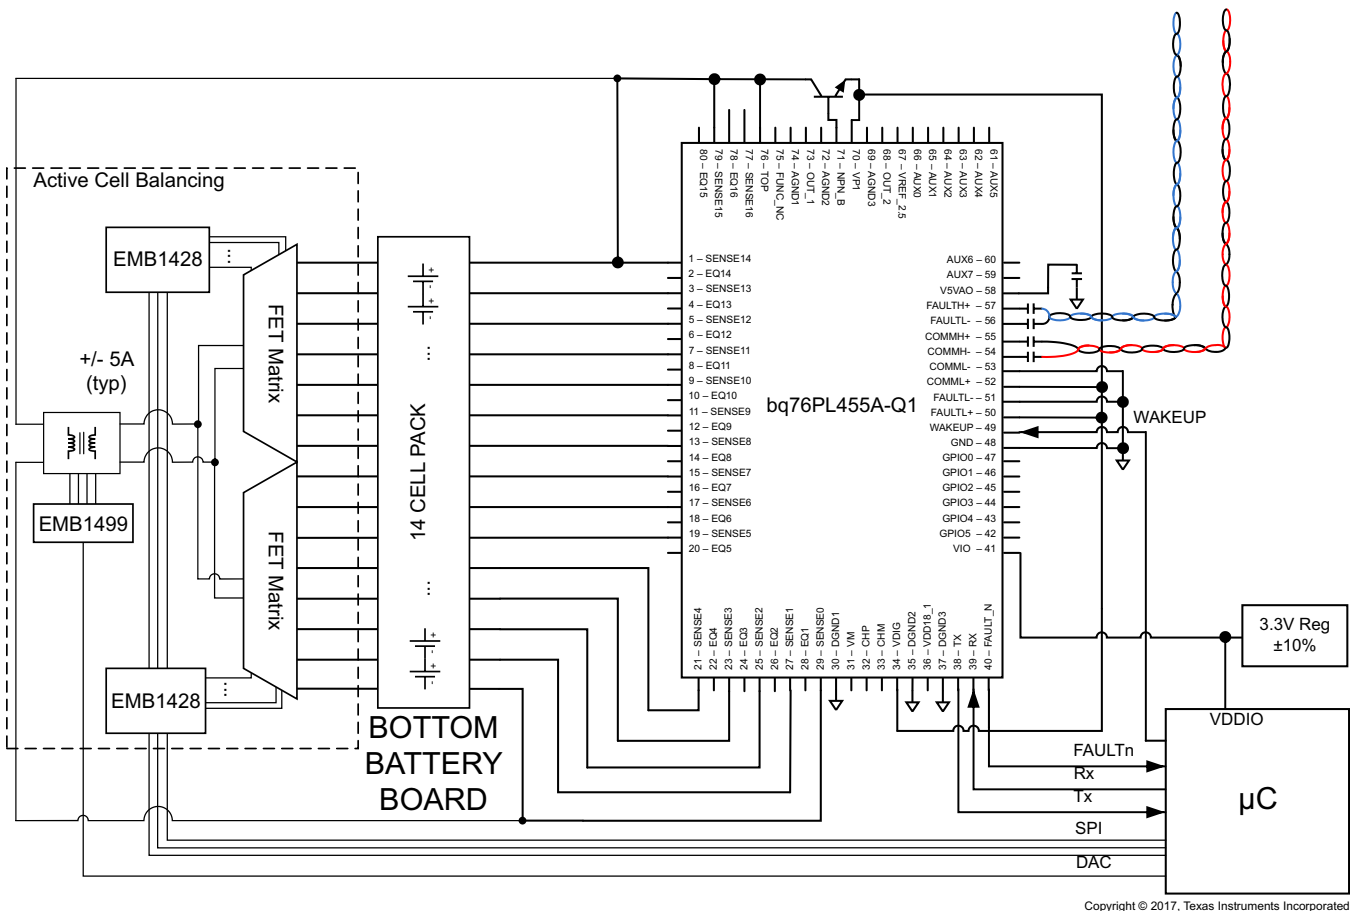 80 – EQ15
79 – SENSE15
78 – EQ16
77 – SENSE16
76 – TOP
75 – FUNC_NC
74 – AGND1
73 – OUT_1
72 – AGND2
71 – NPN_B
70 – VP1
69 – AGND3
68 – OUT_2
67 – VREF_2.5
66 – AUX0
65 – AUX1
64 – AUX2
63 – AUX3
62 – AUX4
61 – AUX5
Active Cell Balancing
EMB1428
...
FET Matrix
+/- 5A
(typ)
EMB1499
FET Matrix
EMB1428
...
+
-
+
-
...
14 CELL PACK
...
+
-
+
-
BOTTOM
BATTERY
BOARD
1 – SENSE14
2 – EQ14
3 – SENSE13
4 – EQ13
5 – SENSE12
6 – EQ12
7 – SENSE11
8 – EQ11
9 – SENSE10
10 – EQ10
11 – SENSE9
12 – EQ9
13 – SENSE8
14 – EQ8
15 – SENSE7
16 – EQ7
17 – SENSE6
18 – EQ6
19 – SENSE5
20 – EQ5
bq76PL455A-Q1
AUX6 – 60
AUX7 – 59
V5VAO – 58
FAULTH+ – 57
FAULTL- – 56
COMMH+ – 55
COMMH- – 54
COMML- – 53
COMML+ – 52
FAULTL- – 51
FAULTL+ – 50
WAKEUP – 49
GND – 48
GPIO0 – 47
GPIO1 – 46
GPIO2 – 45
GPIO3 – 44
GPIO4 – 43
GPIO5 – 42
VIO – 41
WAKEUP
21 – SENSE4
22 – EQ4
23 – SENSE3
24 – EQ3
25 – SENSE2
26 – EQ2
27 – SENSE1
28 – EQ1
29 – SENSE0
30 – DGND1
31 – VM
32 – CHP
33 – CHM
34 – VDIG
35 – DGND2
36 – VDD18_1
37 – DGND3
38 – TX
39 – RX
40 – FAULT_N
3.3V Reg
±10%
VDDIO
µC
FAULTn
Rx
Tx
SPI
DAC
Copyright © 2017, Texas Instruments Incorporated